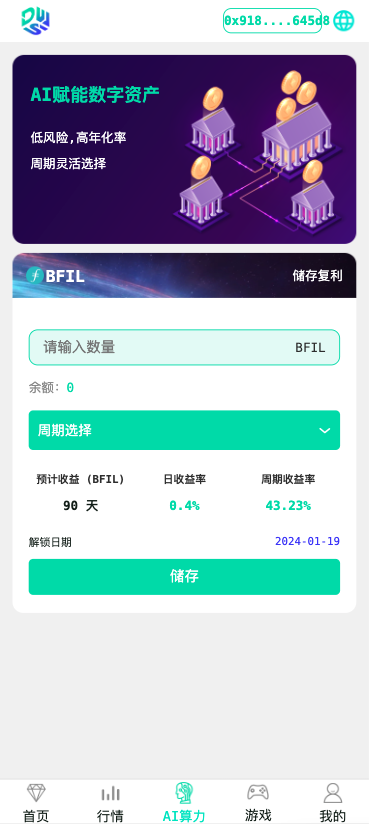 0x918....645d8
AI赋能数字资产
低风险,高年化率
周期灵活选择
BFIL 储存复利
请输入数量 BFIL
余额: 0
周期选择
预计收益 (BFIL) 日收益率 周期收益率
90 天 0.4% 43.23%
解锁日期 2024-01-19
储存
首页 行情 AI算力 游戏 我的